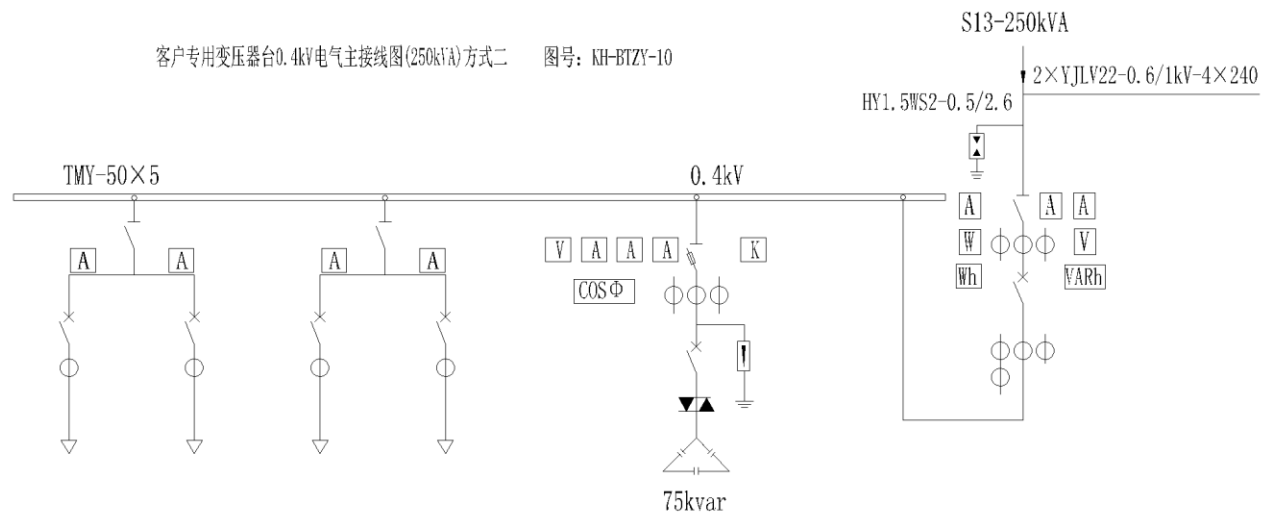 S13-250kVA
客户专用变压器台0.4kV电气主接线图(250kVA)方式二 图号: KH-BTZY-10
2×YJLV22-0.6/1kV-4×240
HY1.5WS2-0.5/2.6
TMY-50×5
0.4kV
A A A
V A A A K
W V
A A A A
COSΦ
Wh VARh
75kvar